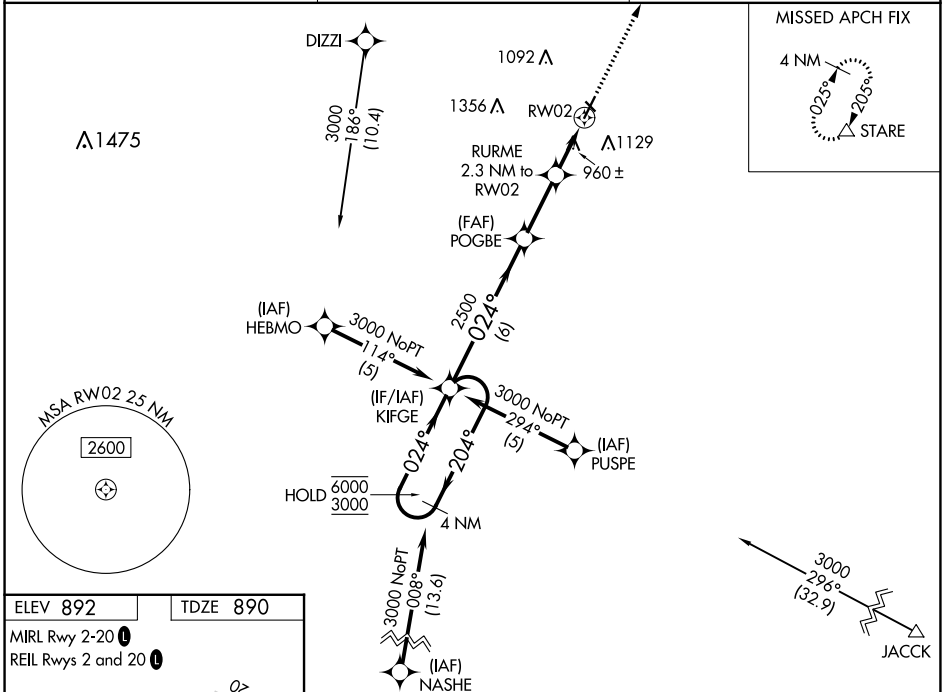 MISSED APCH FIX
4 NM
025°
205°
STARE
DIZZI
3000
186°
(10.4)
1092
1356
RW02
1475
1129
RURME
2.3 NM to
RW02
960 ±
(FAF)
POGBE
2500
024°
(6)
(IAF)
HEBMO
3000 NoPT
114°
(5)
(IF/IAF)
KIFGE
3000 NoPT
294°
(5)
(IAF)
PUSPE
MSA RW02 25 NM
2600
024°
204°
HOLD
6000
3000
4 NM
3000 NoPT
008°
(13.6)
(IAF)
NASHE
3000
296°
(32.9)
JACCK
ELEV 892
TDZE 890
MIRL Rwy 2-20 L
REIL Rwys 2 and 20 L